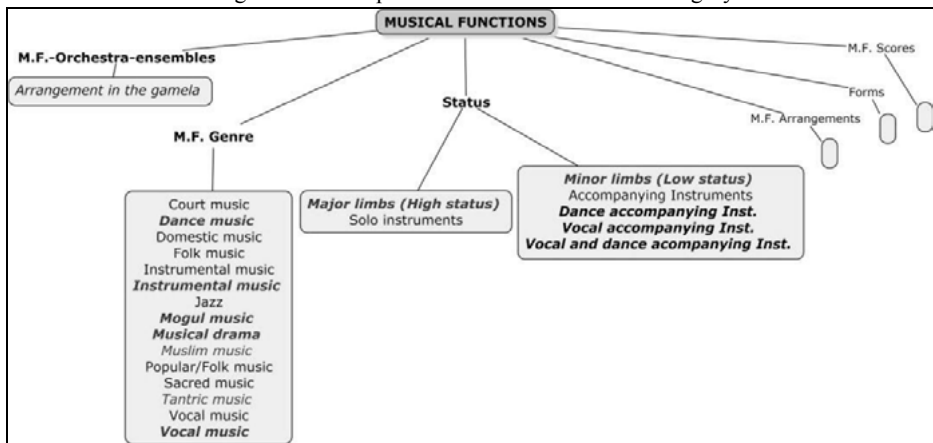 MUSICAL FUNCTIONS
M.F.-Orchestra-ensembles
Arrangement in the gamela
M.F. Genre
Court music
Dance music
Domestic music
Folk music
Instrumental music
Instrumental music
Jazz
Mogul music
Musical drama
Muslim music
Popular/Folk music
Sacred music
Tantric music
Vocal music
Vocal music
Status
Major limbs (High status)
Solo instruments
Minor limbs (Low status)
Accompanying Instruments
Dance accompanying Inst.
Vocal accompanying Inst.
Vocal and dance acompanying Inst.
M.F. Arrangements
Forms
M.F. Scores